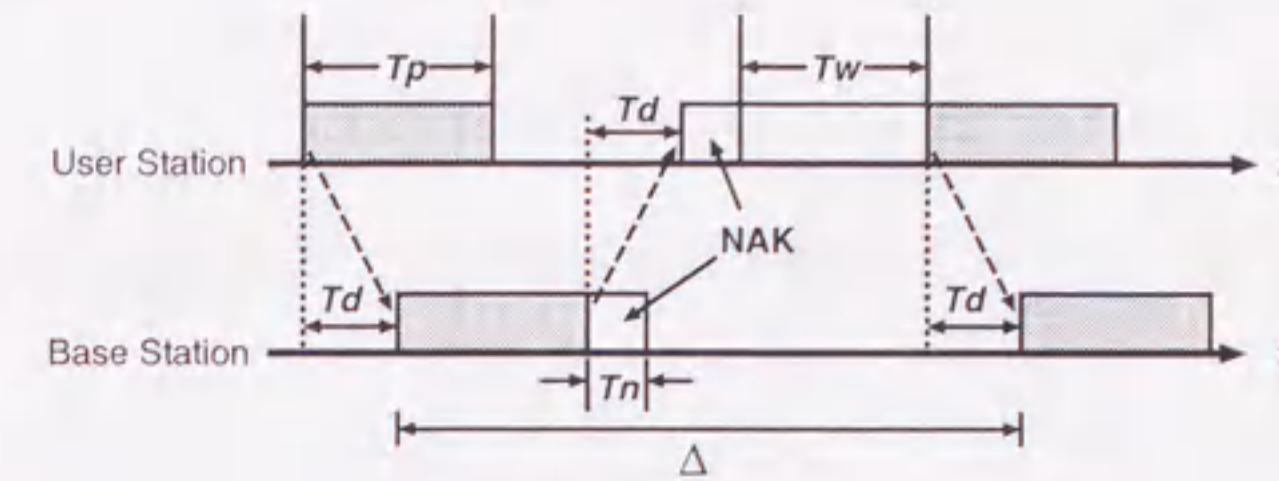 Tp
Tw
Td
User Station
NAK
Td
Td
Base Station
Tn
Δ